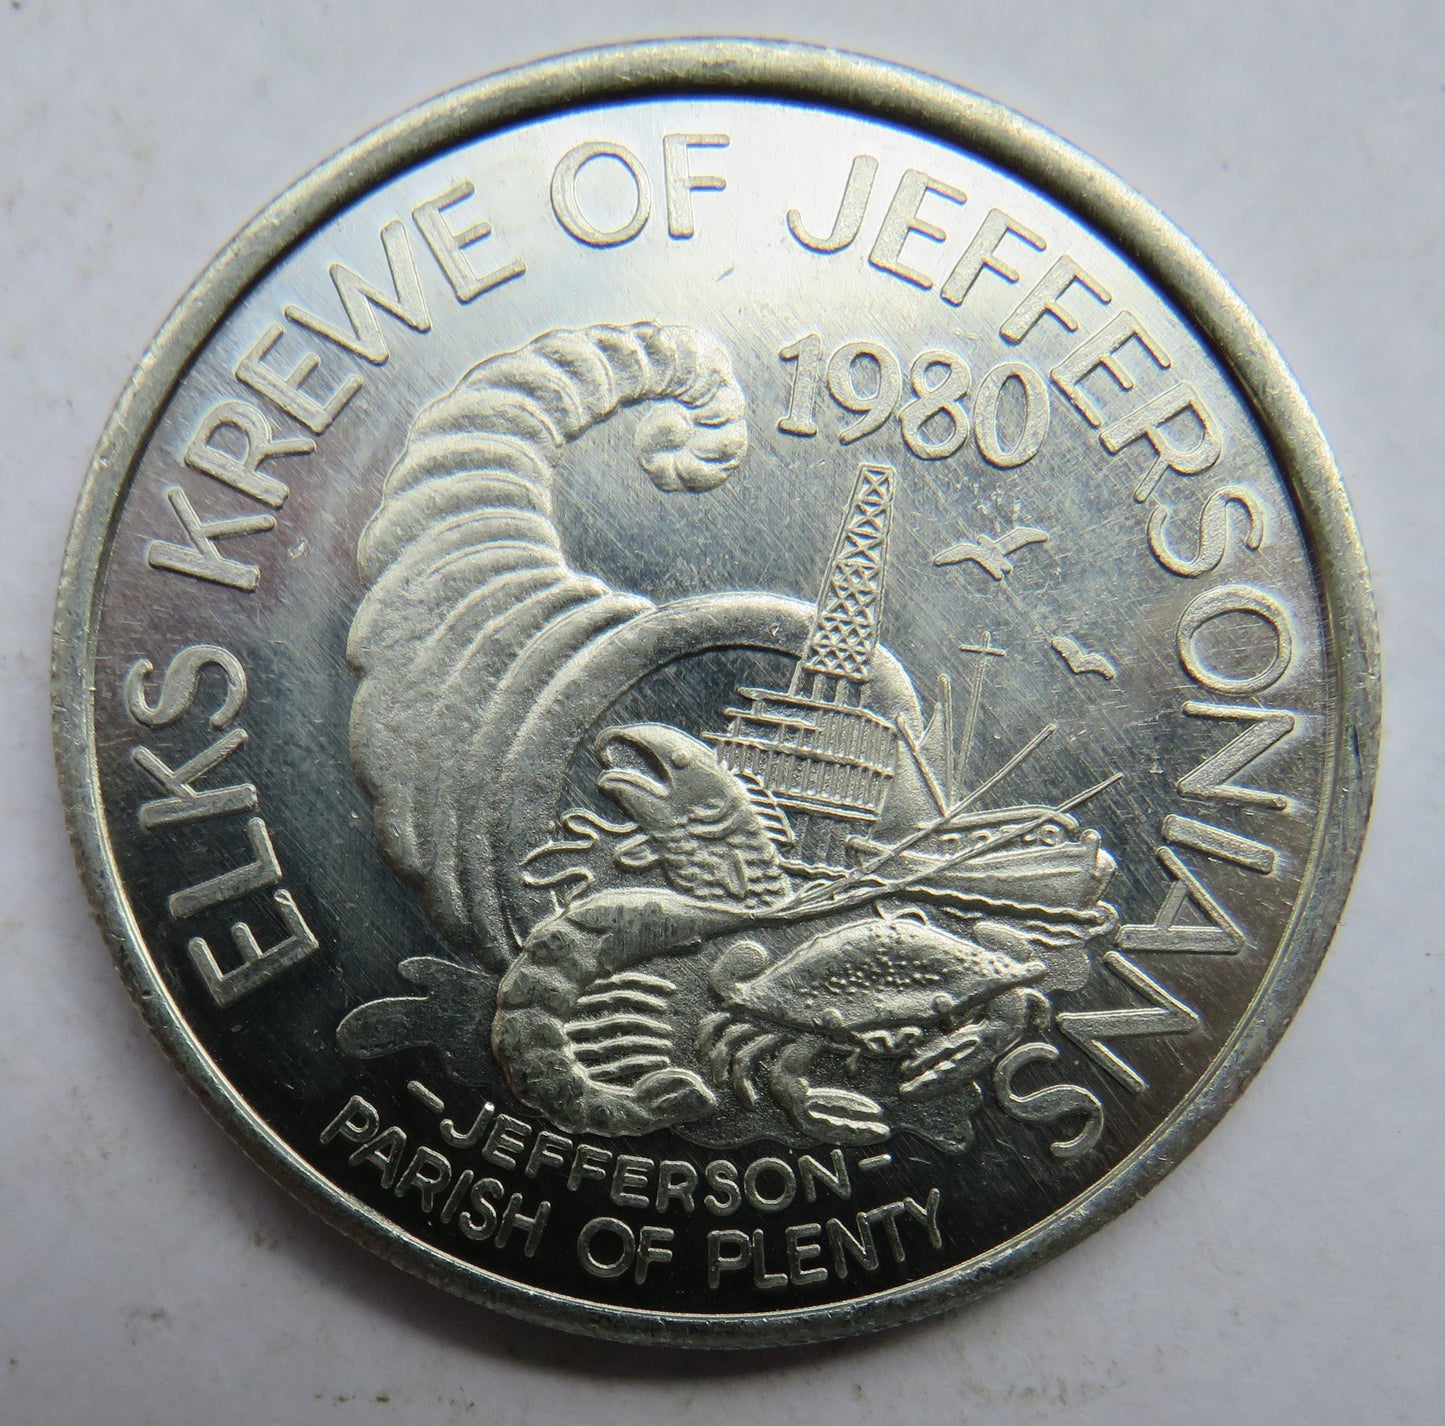 ELKS KREWE OF JEFFERSONIANS
1980
-JEFFERSON-
PARISH OF PLENTY